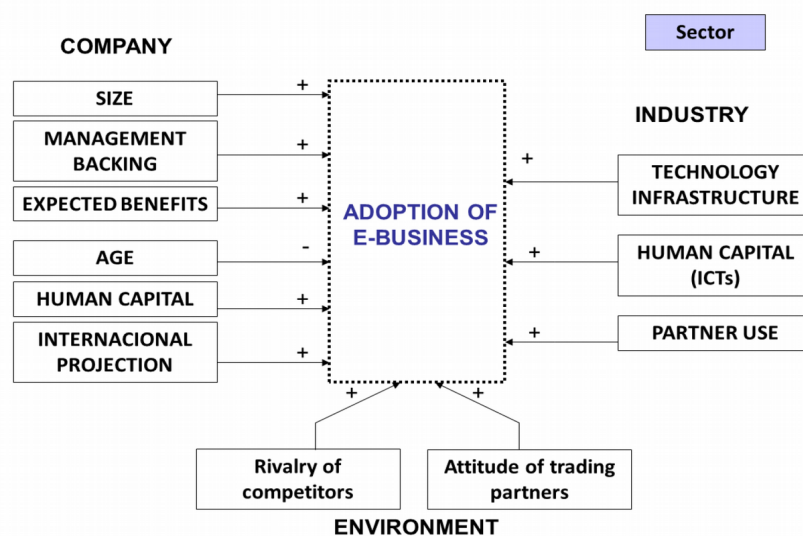 COMPANY
Sector
SIZE
+
MANAGEMENT
BACKING
+
EXPECTED BENEFITS
+
AGE
-
HUMAN CAPITAL
+
INTERNACIONAL
PROJECTION
+
ADOPTION OF
E-BUSINESS
INDUSTRY
+
TECHNOLOGY
INFRASTRUCTURE
+
HUMAN CAPITAL
(ICTs)
+
PARTNER USE
+
+
Rivalry of
competitors
Attitude of trading
partners
ENVIRONMENT